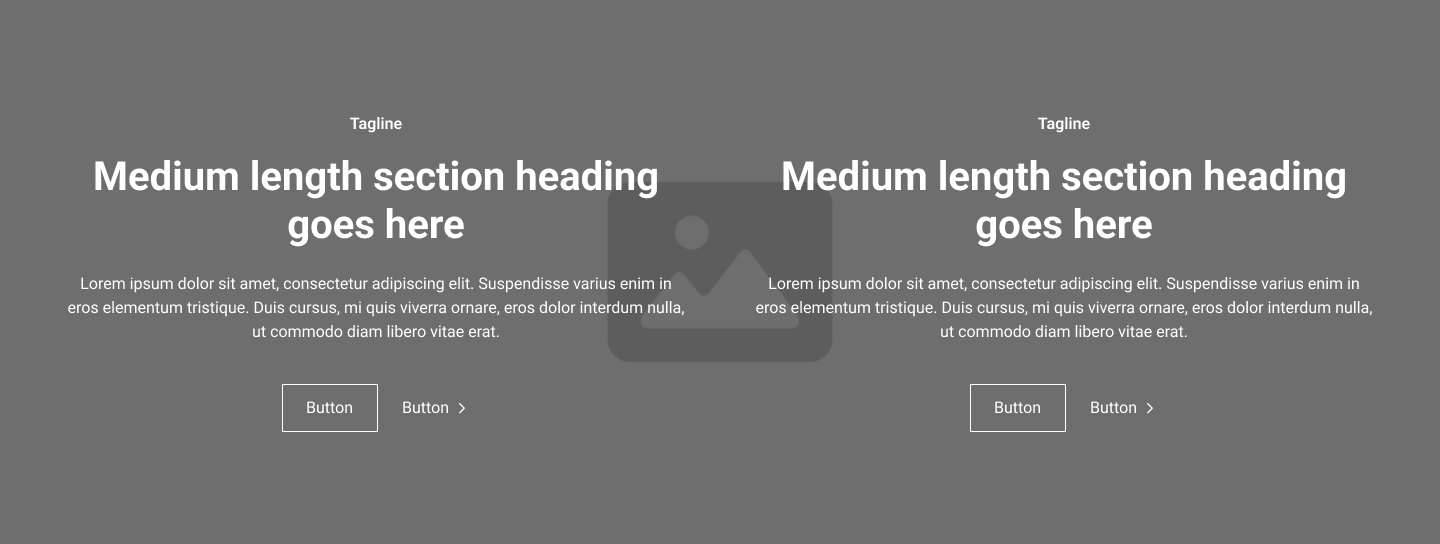 Tagline
Medium length section heading
goes here
Lorem ipsum dolor sit amet, consectetur adipiscing elit. Suspendisse varius enim in
eros elementum tristique. Duis cursus, mi quis viverra ornare, eros dolor interdum nulla,
ut commodo diam libero vitae erat.
Button
Button
Tagline
Medium length section heading
goes here
Lorem ipsum dolor sit amet, consectetur adipiscing elit. Suspendisse varius enim in
eros elementum tristique. Duis cursus, mi quis viverra ornare, eros dolor interdum nulla,
ut commodo diam libero vitae erat.
Button
Button